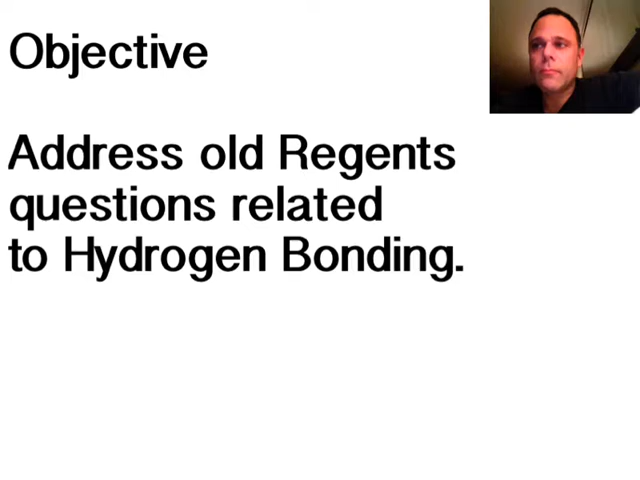 Objective
Address old Regents
questions related
to Hydrogen Bonding.